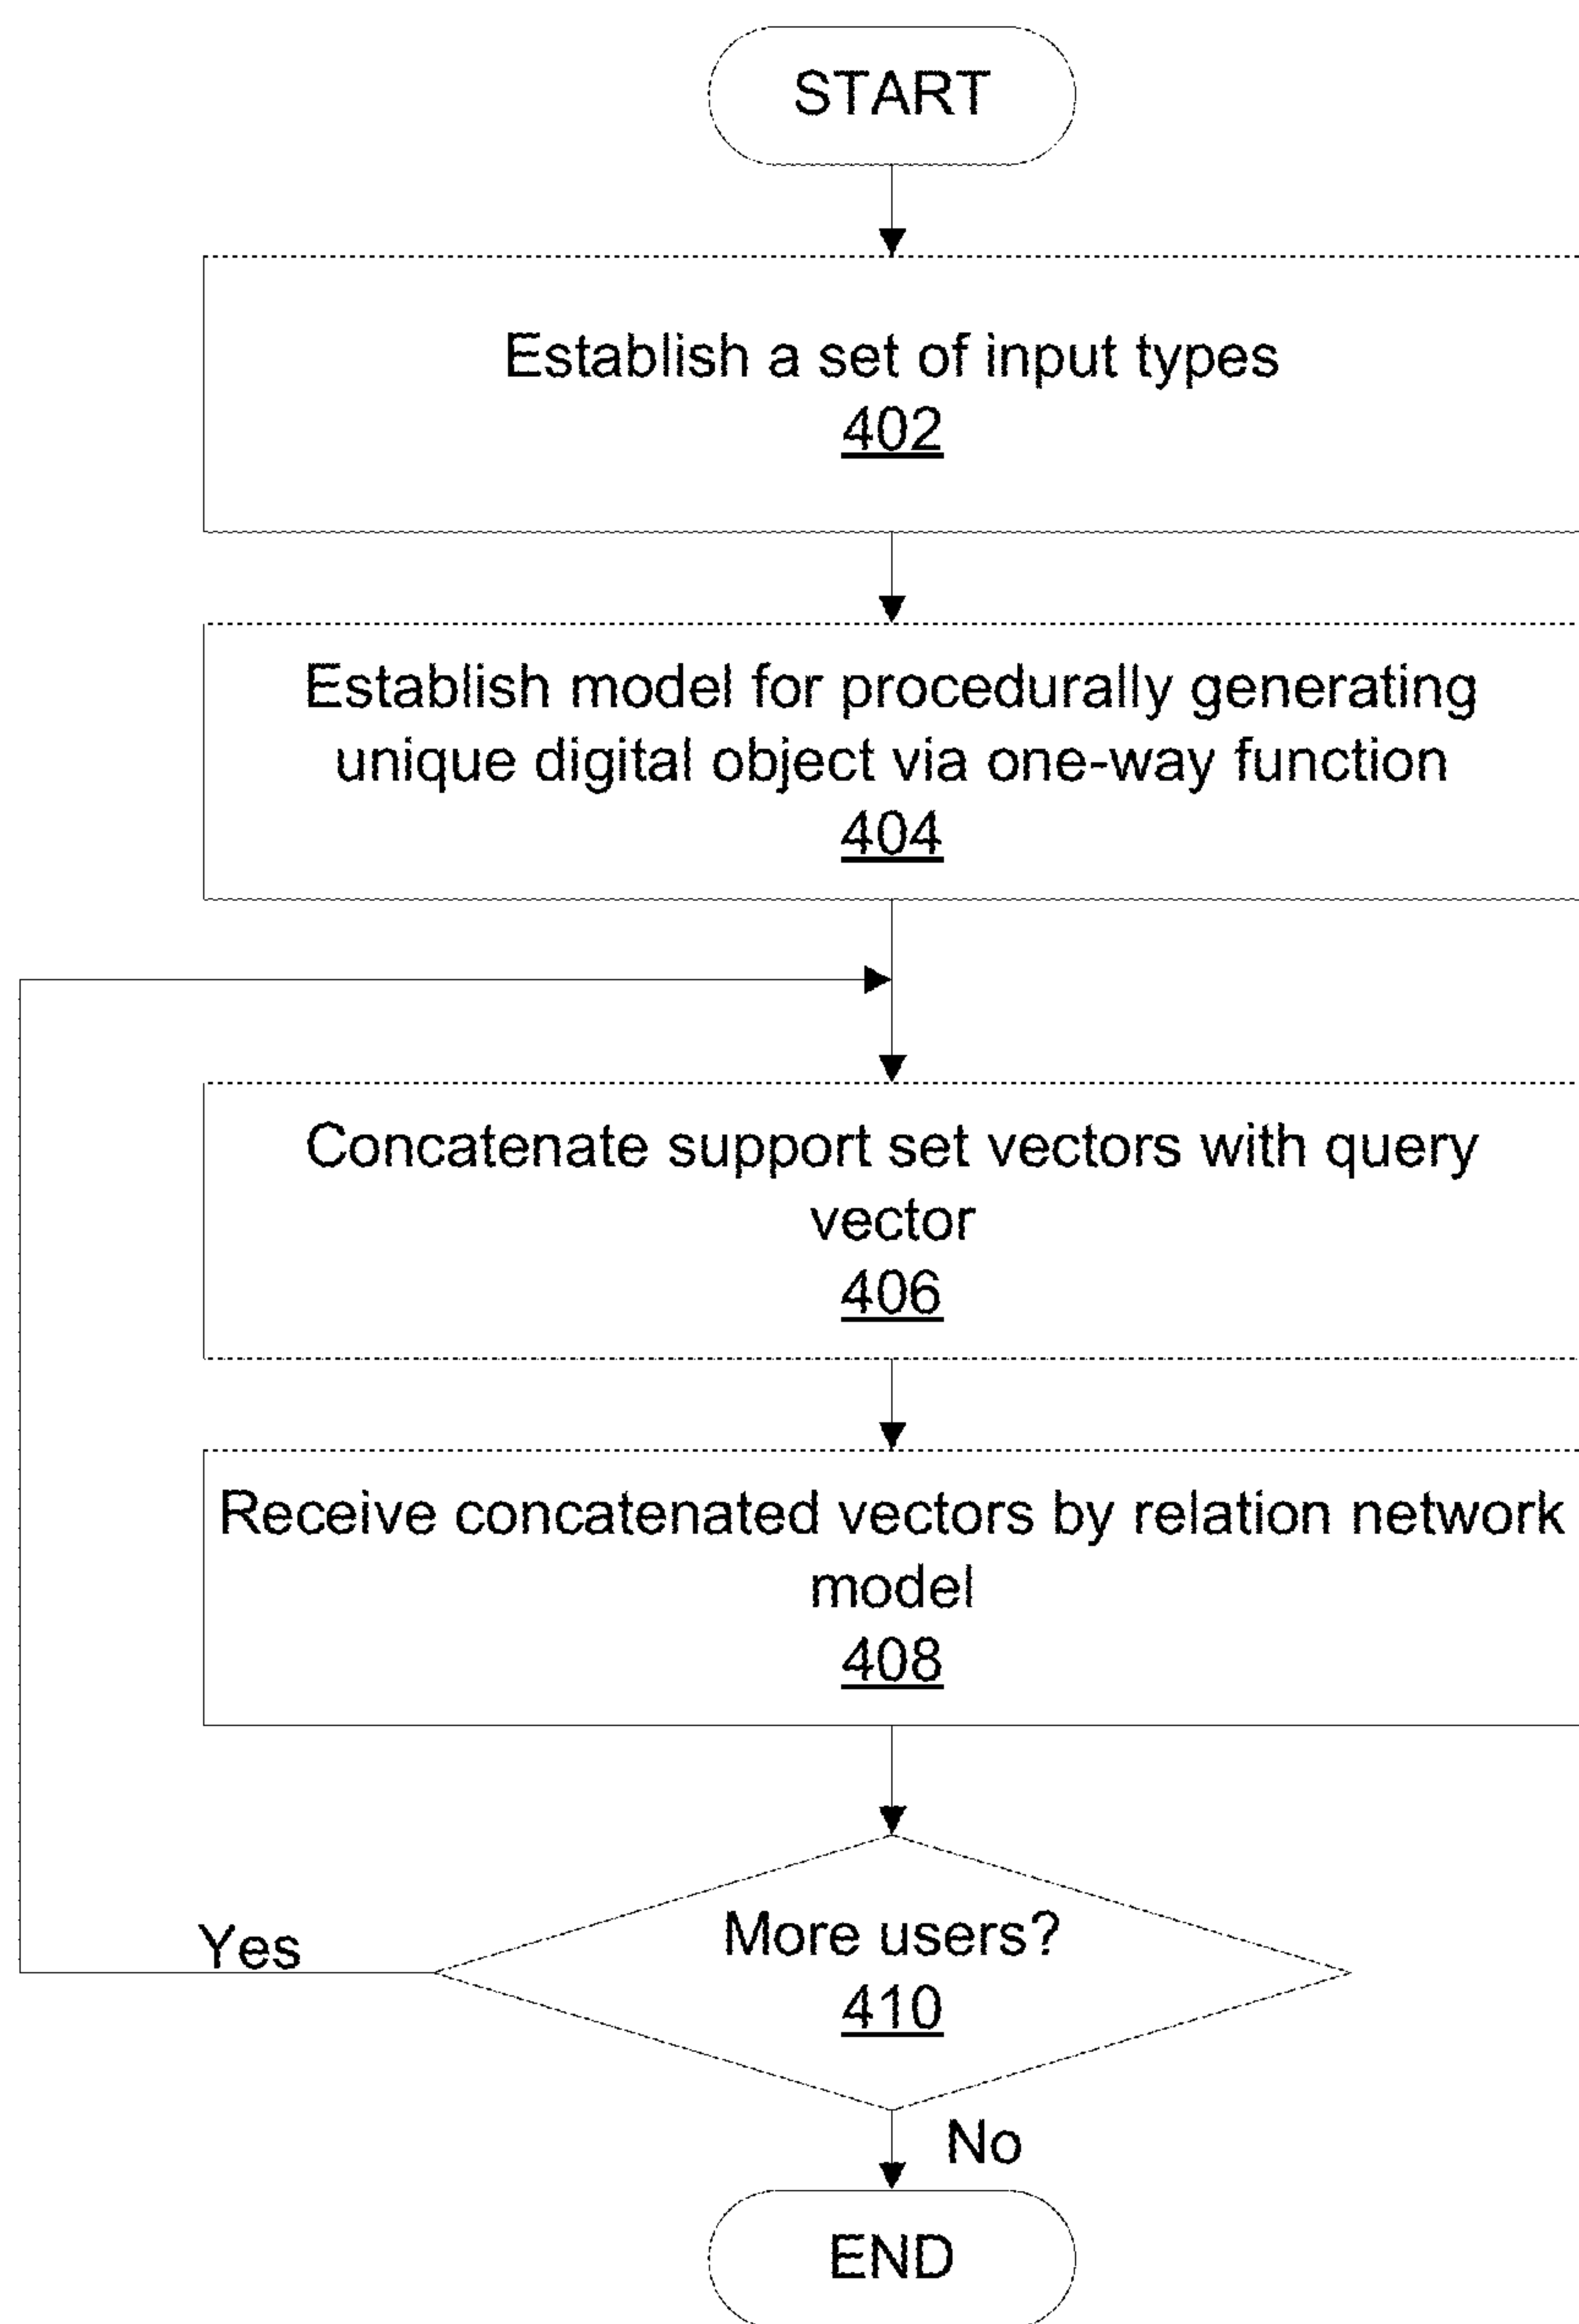 START
Establish a set of input types
402
Establish model for procedurally generating
unique digital object via one-way function
404
Concatenate support set vectors with query
vector
406
Receive concatenated vectors by relation network
model
408
More users?
410
Yes
No
END